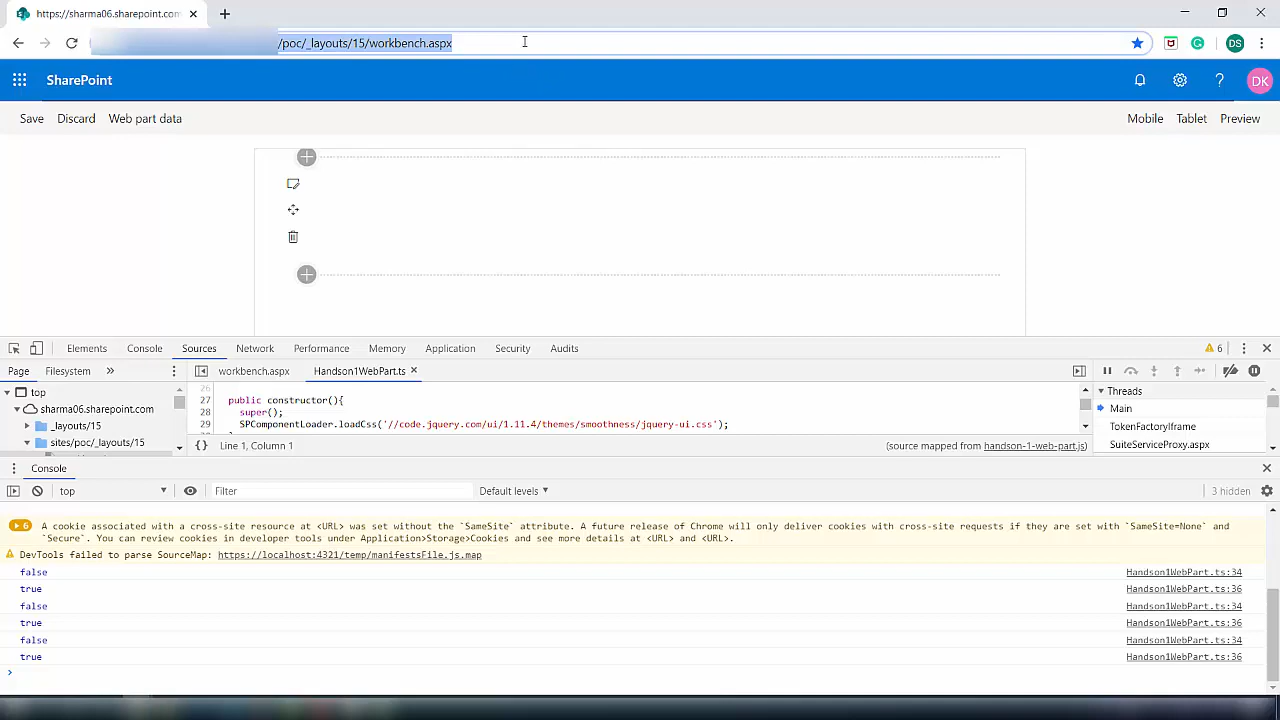 https://sharma06.sharepoint.com
/poc/_layouts/15/workbench.aspx
DS
SharePoint
DK
Save Discard Web part data Mobile Tablet Preview
Elements Console Sources Network Performance Memory Application Security Audits 6
Page Filesystem workbench.aspx Handson1WebPart.ts
top
sharma06.sharepoint.com
_layouts/15
sites/poc/_layouts/15
26
27 public constructor(){
28 super();
29 SPComponentLoader.loadCss('//code.jquery.com/ui/1.11.4/themes/smoothness/jquery-ui.css');
Threads
Main
TokenFactoryIframe
SuiteServiceProxy.aspx
{} Line 1, Column 1 (source mapped from handson-1-web-part.js)
Console
top Filter Default levels 3 hidden
6 A cookie associated with a cross-site resource at <URL> was set without the `SameSite` attribute. A future release of Chrome will only deliver cookies with cross-site requests if they are set with `SameSite=None` and
`Secure`. You can review cookies in developer tools under Application>Storage>Cookies and see more details at <URL> and <URL>.
DevTools failed to parse SourceMap: https://localhost:4321/temp/manifestsFile.js.map
false Handson1WebPart.ts:34
true Handson1WebPart.ts:36
false Handson1WebPart.ts:34
true Handson1WebPart.ts:36
false Handson1WebPart.ts:34
true Handson1WebPart.ts:36